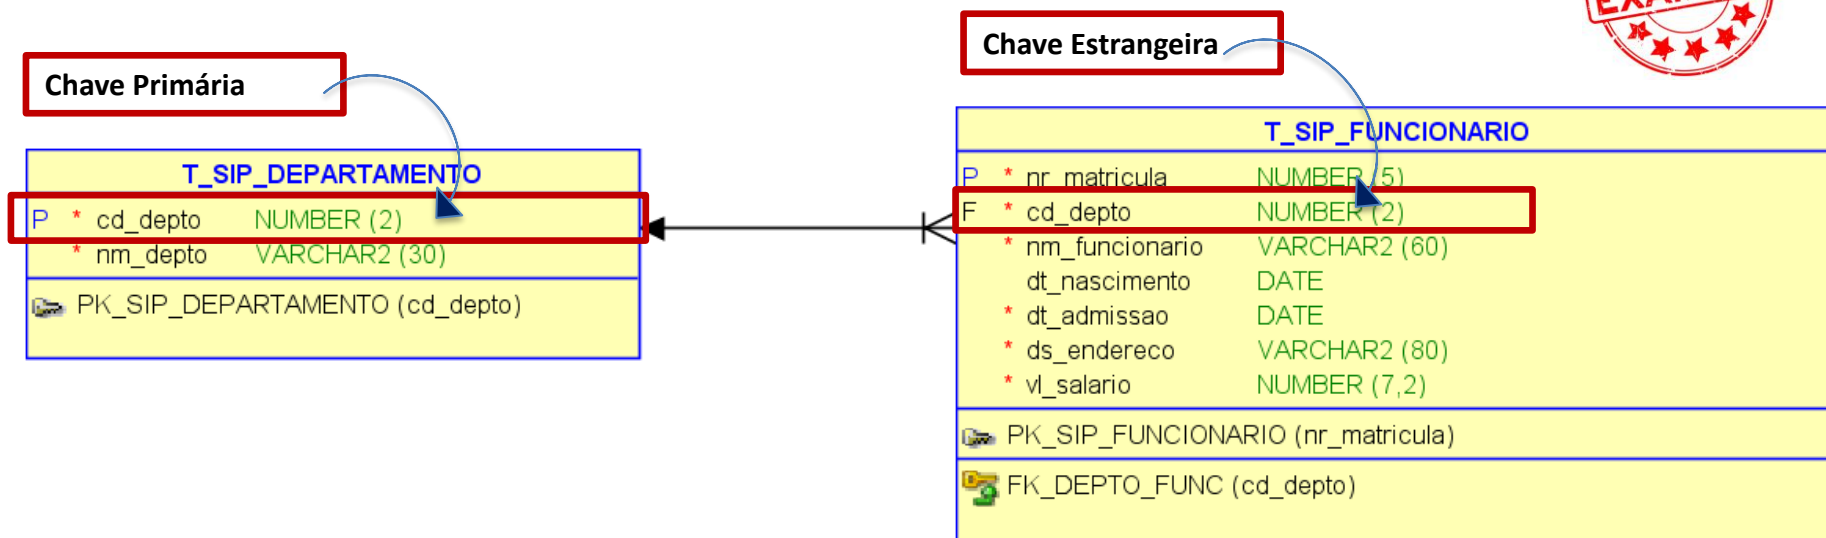 Chave Primária
Chave Estrangeira
T_SIP_DEPARTAMENTO
P * cd_depto NUMBER (2)
* nm_depto VARCHAR2 (30)
PK_SIP_DEPARTAMENTO (cd_depto)
T_SIP_FUNCIONARIO
P * nr_matricula NUMBER (5)
F * cd_depto NUMBER (2)
* nm_funcionario VARCHAR2 (60)
dt_nascimento DATE
* dt_admissao DATE
* ds_endereco VARCHAR2 (80)
* vl_salario NUMBER (7,2)
PK_SIP_FUNCIONARIO (nr_matricula)
FK_DEPTO_FUNC (cd_depto)